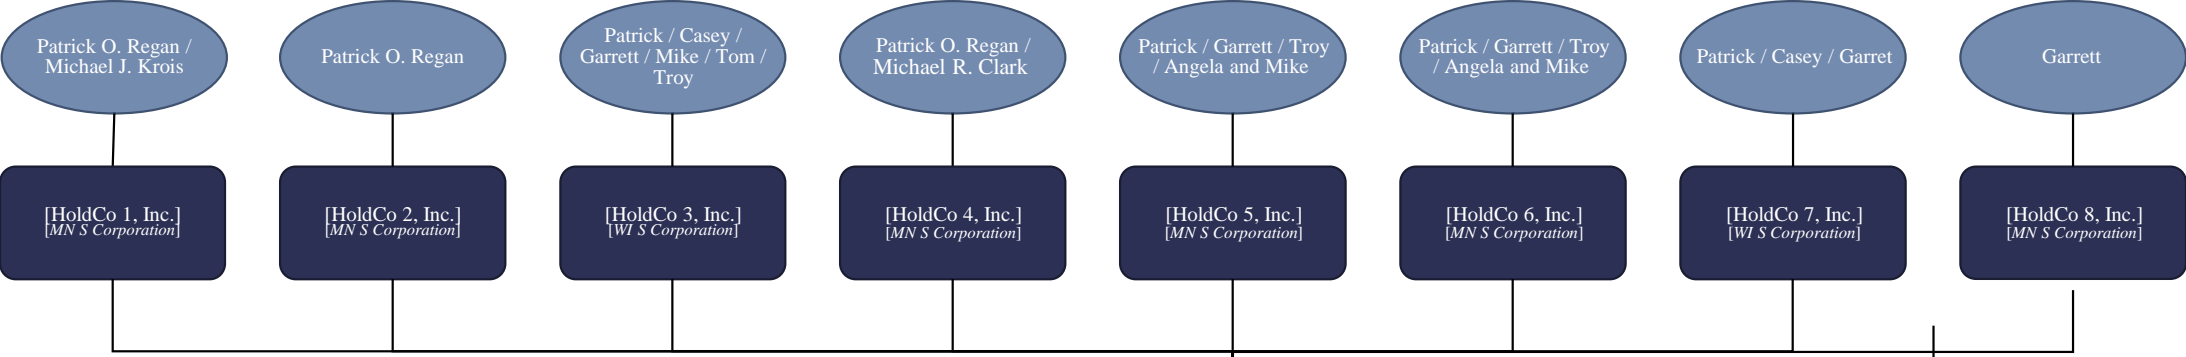 Patrick O. Regan /
Michael J. Krois
Patrick O. Regan
Patrick / Casey /
Garrett / Mike / Tom /
Troy
Patrick O. Regan /
Michael R. Clark
Patrick / Garrett / Troy
/ Angela and Mike
Patrick / Garrett / Troy
/ Angela and Mike
Patrick / Casey / Garret
Garrett
[HoldCo 1, Inc.]
[MN S Corporation]
[HoldCo 2, Inc.]
[MN S Corporation]
[HoldCo 3, Inc.]
[WI S Corporation]
[HoldCo 4, Inc.]
[MN S Corporation]
[HoldCo 5, Inc.]
[MN S Corporation]
[HoldCo 6, Inc.]
[MN S Corporation]
[HoldCo 7, Inc.]
[WI S Corporation]
[HoldCo 8, Inc.]
[MN S Corporation]